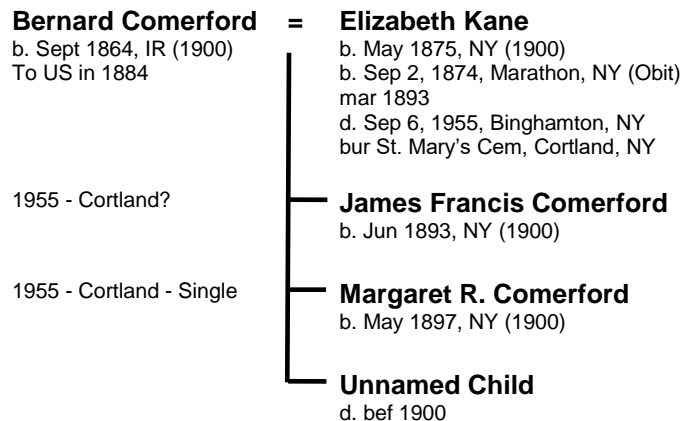 Bernard Comerford = Elizabeth Kane
b. Sept 1864, IR (1900)
To US in 1884
b. May 1875, NY (1900)
b. Sep 2, 1874, Marathon, NY (Obit)
mar 1893
d. Sep 6, 1955, Binghamton, NY
bur St. Mary's Cem, Cortland, NY
1955 - Cortland?
James Francis Comerford
b. Jun 1893, NY (1900)
1955 - Cortland - Single
Margaret R. Comerford
b. May 1897, NY (1900)
Unnamed Child
d. bef 1900